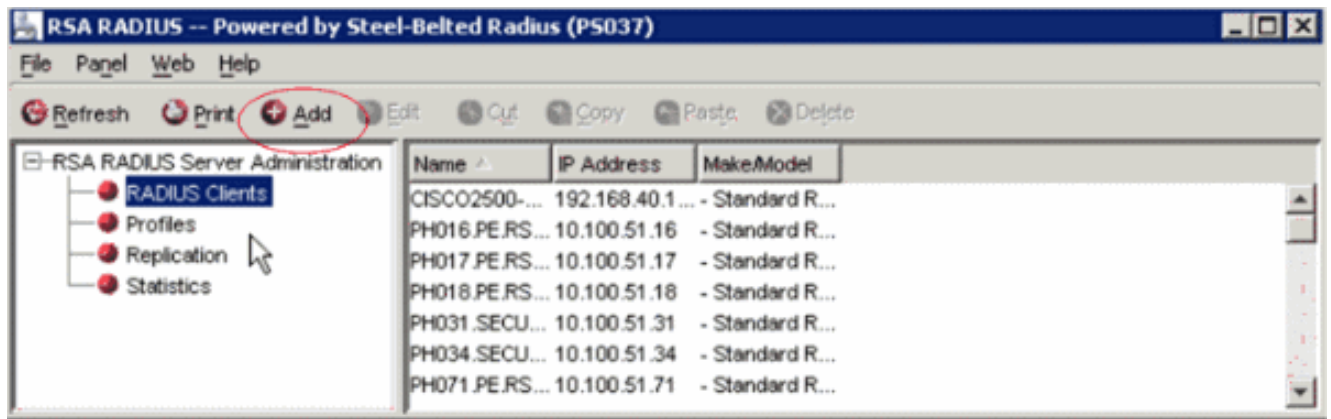 RSA RADIUS -- Powered by Steel-Belted Radius (PS037)
File Panel Web Help
Refresh Print Add Edit Cut Copy Paste Delete
RSA RADIUS Server Administration
RADIUS Clients
Profiles
Replication
Statistics
Name IP Address Make/Model
CISCO2500-... 192.168.40.1... - Standard R...
PH016.PE.RS... 10.100.51.16 - Standard R...
PH017.PE.RS... 10.100.51.17 - Standard R...
PH018.PE.RS... 10.100.51.18 - Standard R...
PH031.SECU... 10.100.51.31 - Standard R...
PH034.SECU... 10.100.51.34 - Standard R...
PH071.PE.RS... 10.100.51.71 - Standard R...